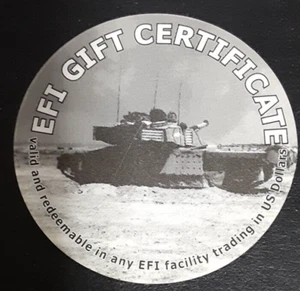 EFI GIFT CERTIFICATE
valid and redeemable in any EFI facility trading in US Dollars